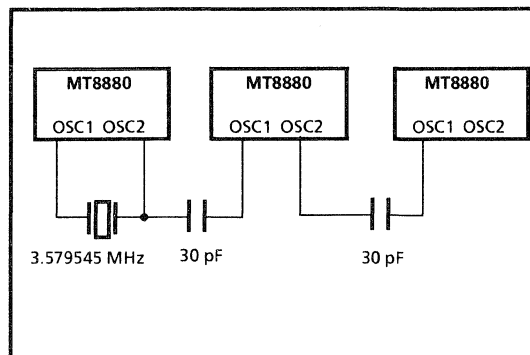 MT8880 MT8880 MT8880
OSC1 OSC2 OSC1 OSC2 OSC1 OSC2
3.579545 MHz 30 pF 30 pF